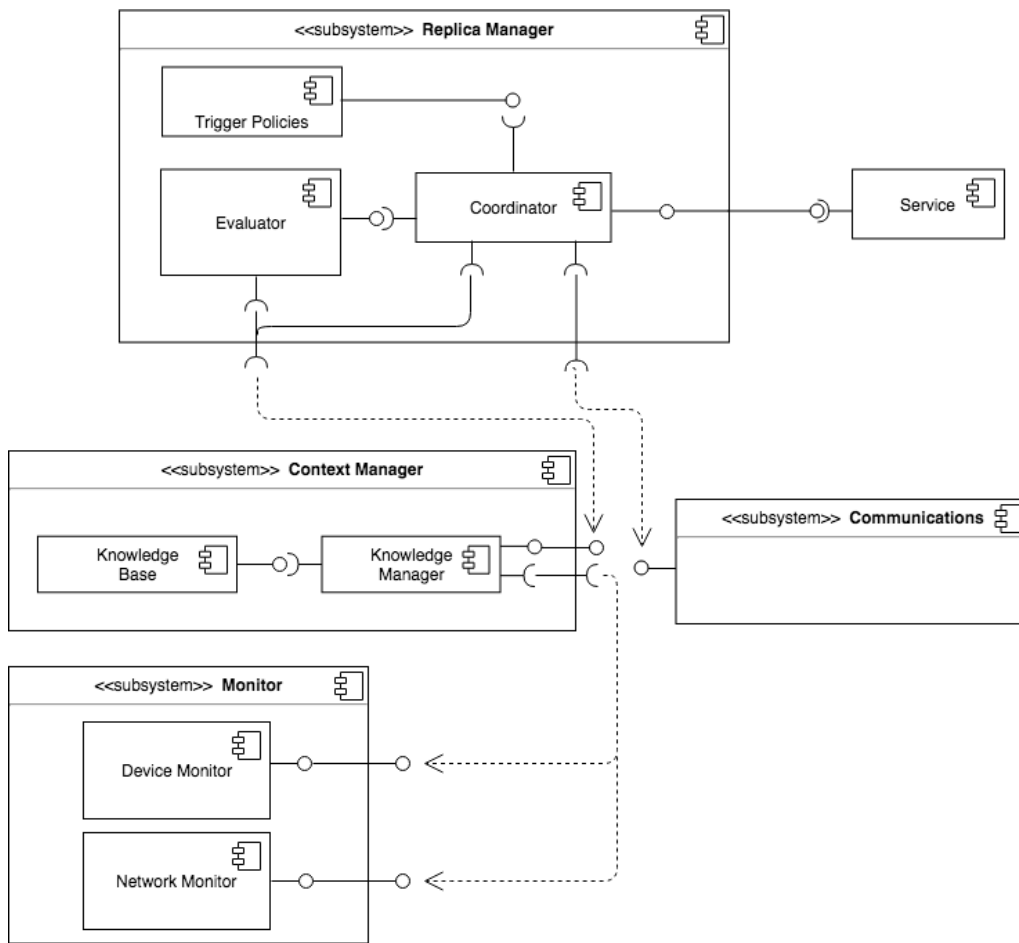 <<subsystem>> Replica Manager
Trigger Policies
Evaluator
Coordinator
Service
<<subsystem>> Context Manager
Knowledge
Base
Knowledge
Manager
<<subsystem>> Communications
<<subsystem>> Monitor
Device Monitor
Network Monitor